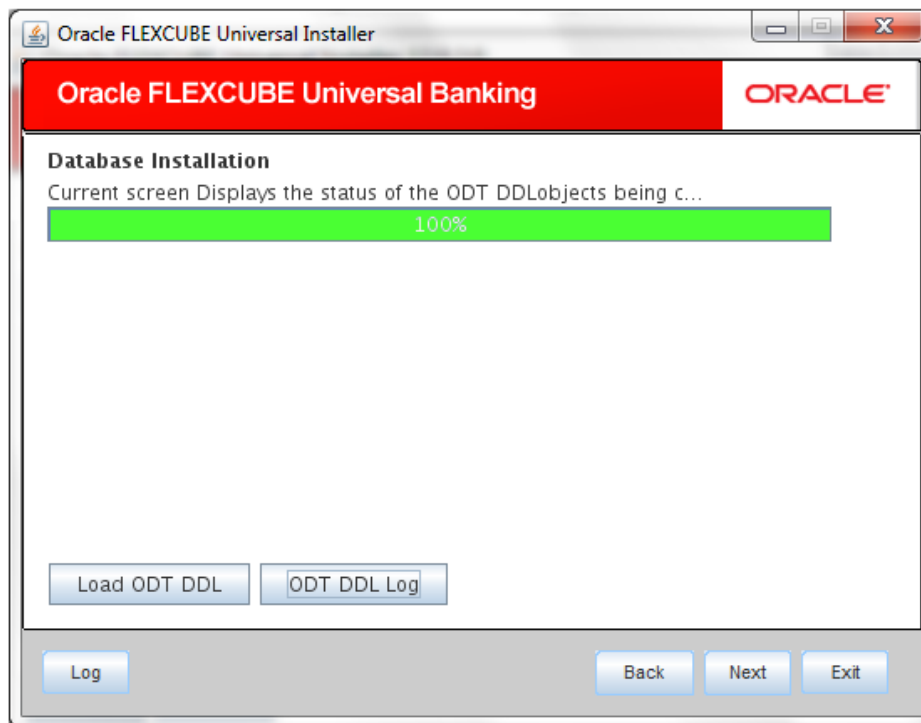 Oracle FLEXCUBE Universal Installer
Oracle FLEXCUBE Universal Banking
ORACLE
Database Installation
Current screen Displays the status of the ODT DDLobjects being c...
100%
Load ODT DDL
ODT DDL Log
Log
Back
Next
Exit